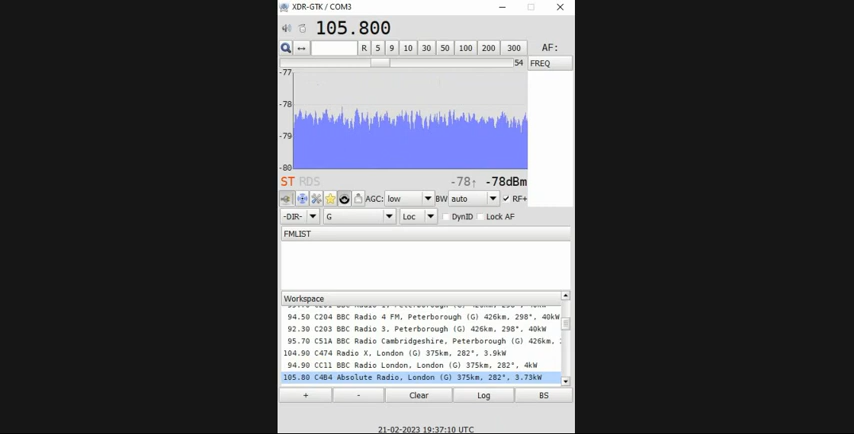 XDR-GTK / COM3
105.800
R 5 9 10 30 50 100 200 300 AF:
54 FREQ
-77
-78
-79
-80
ST RDS -78↑ -78dBm
AGC: low BW auto RF+
-DIR- G Loc DynID Lock AF
FMLIST
Workspace
94.50 C204 BBC Radio 4 FM, Peterborough (G) 426km, 298°, 40kW
92.30 C203 BBC Radio 3, Peterborough (G) 426km, 298°, 40kW
95.70 C51A BBC Radio Cambridgeshire, Peterborough (G) 426km,
104.90 C474 Radio X, London (G) 375km, 282°, 3.9kW
94.90 CC11 BBC Radio London, London (G) 375km, 282°, 4kW
105.80 C4B4 Absolute Radio, London (G) 375km, 282°, 3.73kW
+ - Clear Log BS
21-02-2023 19:37:10 UTC